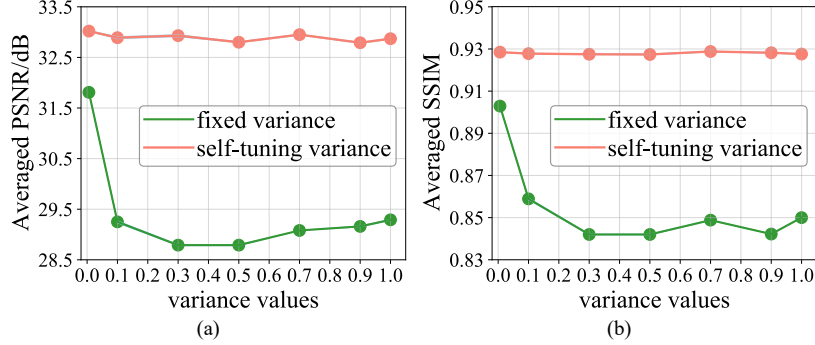 33.5
32.5
31.5
30.5
29.5
28.5
Averaged PSNR/dB
fixed variance
self-tuning variance
0.0 0.1 0.2 0.3 0.4 0.5 0.6 0.7 0.8 0.9 1.0
variance values
(a)
0.95
0.93
0.91
0.89
0.87
0.85
0.83
Averaged SSIM
fixed variance
self-tuning variance
0.0 0.1 0.2 0.3 0.4 0.5 0.6 0.7 0.8 0.9 1.0
variance values
(b)